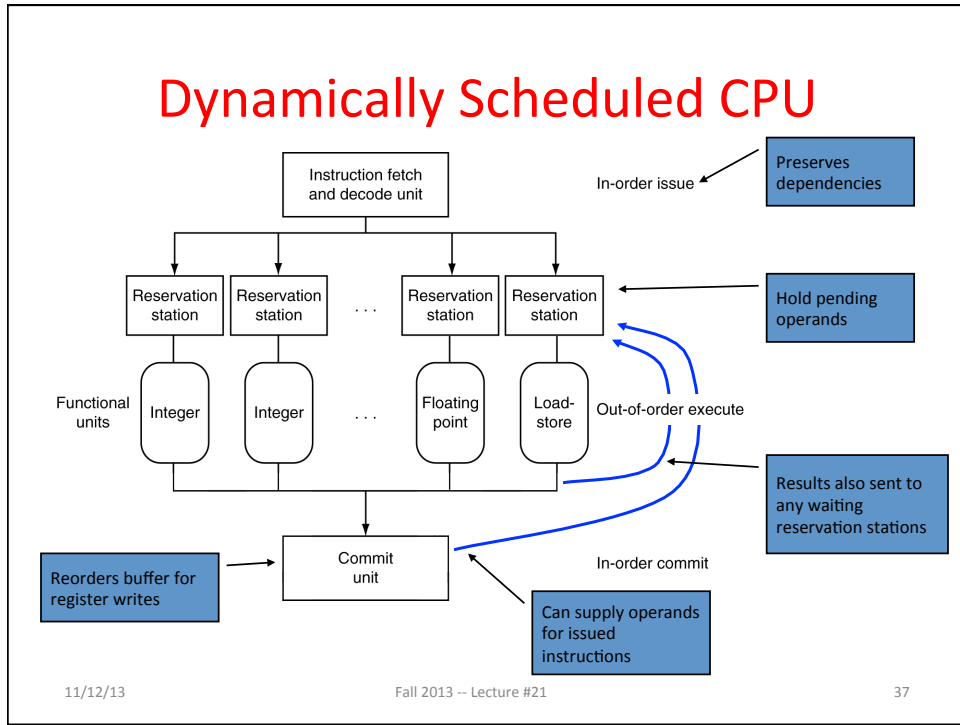 Dynamically Scheduled CPU
Instruction fetch
and decode unit
In-order issue
Preserves
dependencies
Reservation
station
Reservation
station
. . .
Reservation
station
Reservation
station
Hold pending
operands
Functional
units
Integer
Integer
. . .
Floating
point
Load-
store
Out-of-order execute
Results also sent to
any waiting
reservation stations
Commit
unit
In-order commit
Reorders buffer for
register writes
Can supply operands
for issued
instructions
11/12/13
Fall 2013 -- Lecture #21
37